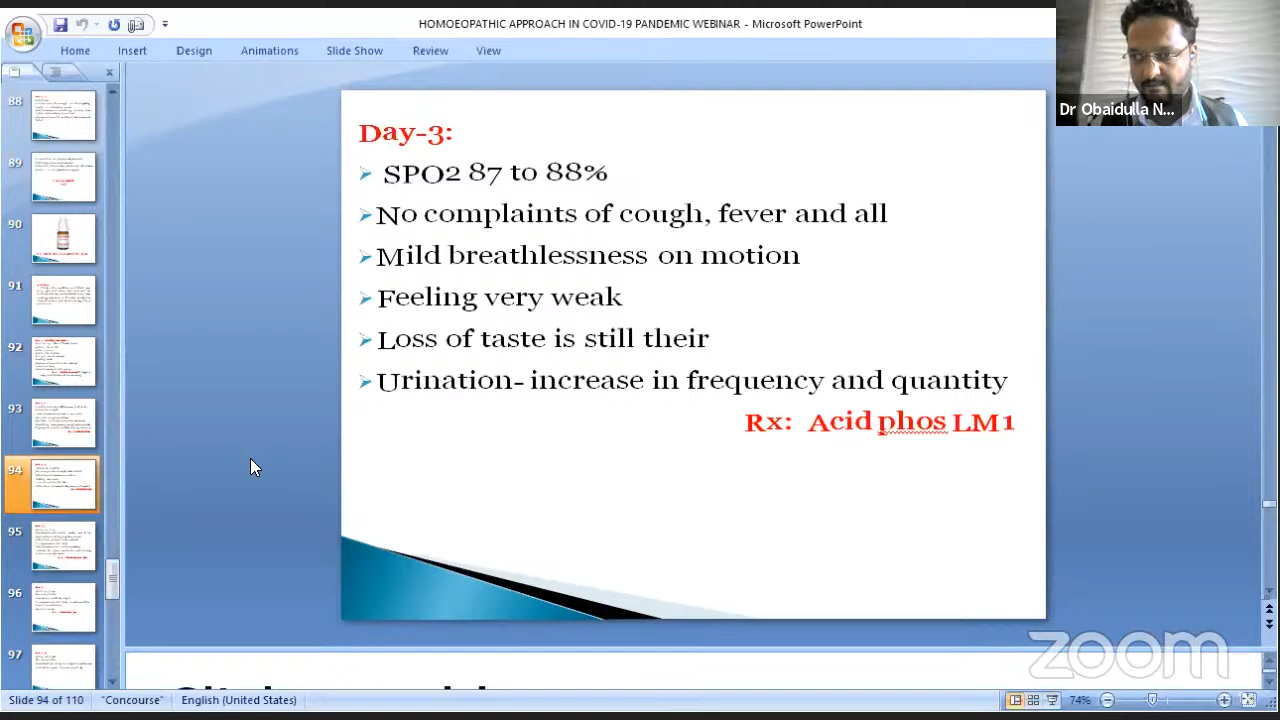 HOMOEOPATHIC APPROACH IN COVID-19 PANDEMIC WEBINAR - Microsoft PowerPoint
Home Insert Design Animations Slide Show Review View
Dr Obaidulla N...
88
89
90
91
92
93
94
95
96
97
Day-3:
SPO2 87 to 88%
No complaints of cough, fever and all
Mild breathlessness on motion
Feeling very weak
Loss of taste is still their
Urination- increase in frequency and quantity
Rx: Acid phos LM1
zoom
Slide 94 of 110 "Concourse" English (United States) 74%